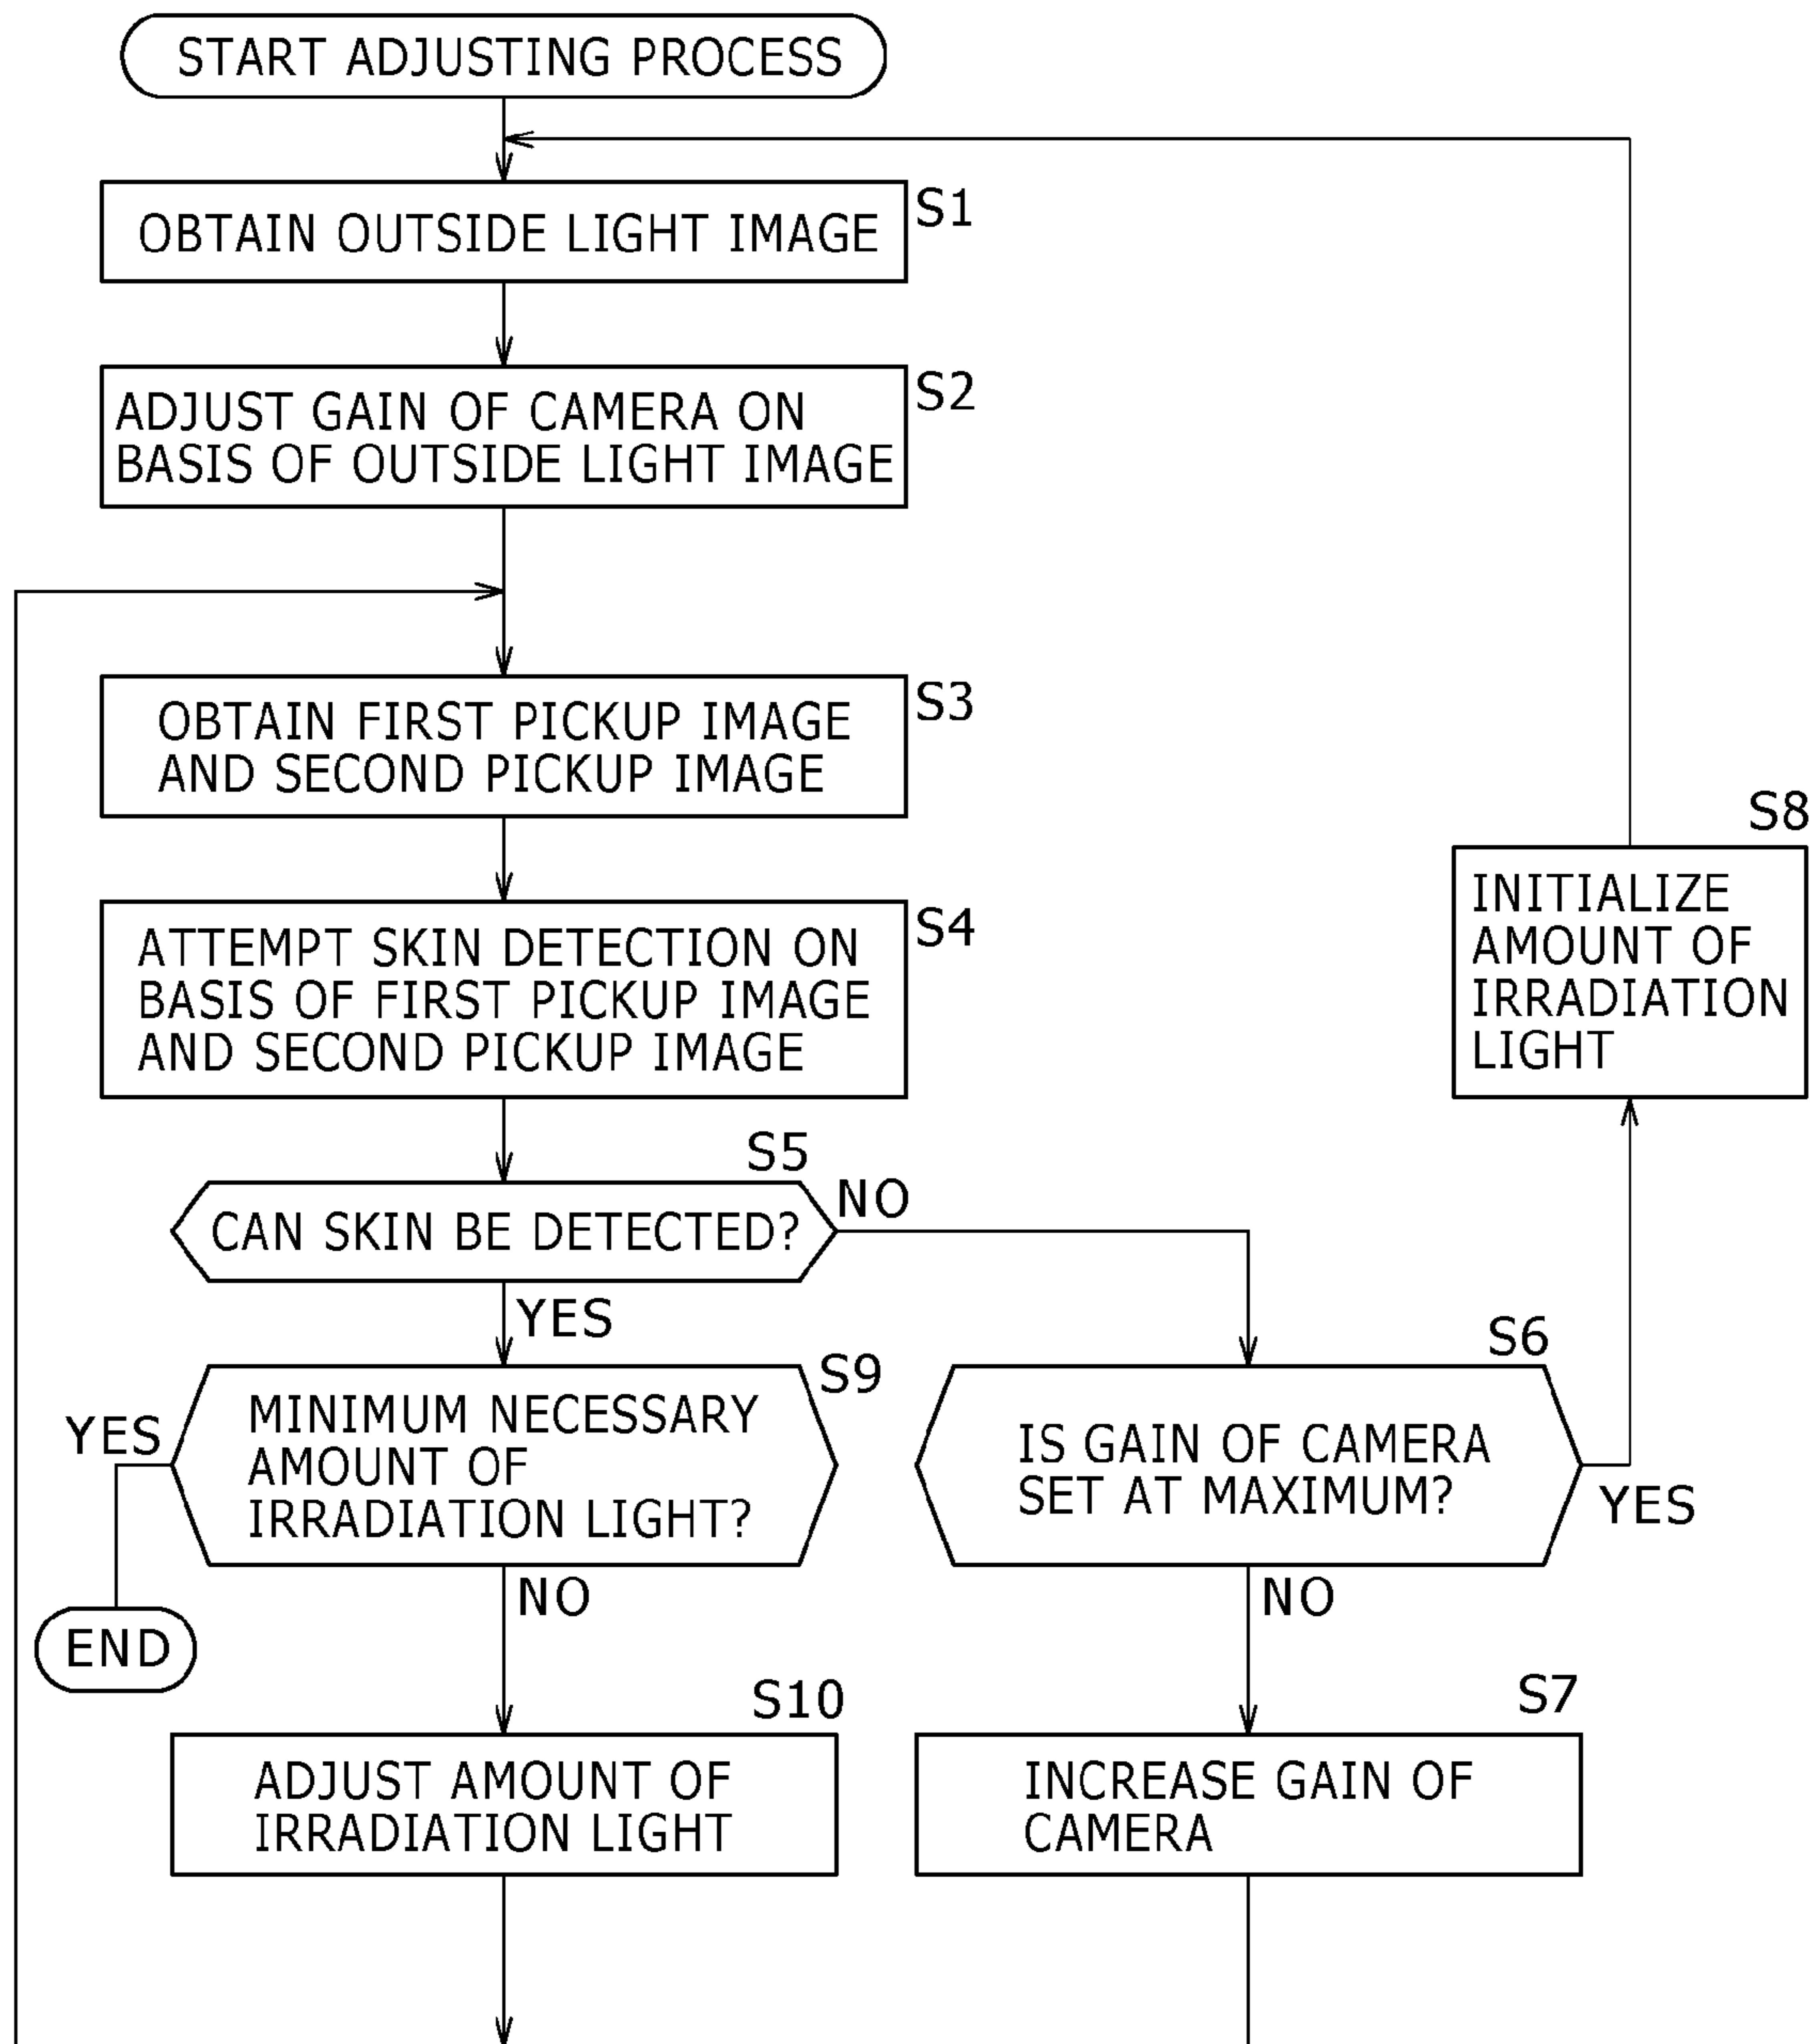 START ADJUSTING PROCESS
S1
OBTAIN OUTSIDE LIGHT IMAGE
S2
ADJUST GAIN OF CAMERA ON
BASIS OF OUTSIDE LIGHT IMAGE
S3
OBTAIN FIRST PICKUP IMAGE
AND SECOND PICKUP IMAGE
S8
INITIALIZE
AMOUNT OF
IRRADIATION
LIGHT
S4
ATTEMPT SKIN DETECTION ON
BASIS OF FIRST PICKUP IMAGE
AND SECOND PICKUP IMAGE
S5
CAN SKIN BE DETECTED?
NO
YES
S9
MINIMUM NECESSARY
AMOUNT OF
IRRADIATION LIGHT?
YES
END
NO
S6
IS GAIN OF CAMERA
SET AT MAXIMUM?
YES
NO
S10
ADJUST AMOUNT OF
IRRADIATION LIGHT
S7
INCREASE GAIN OF
CAMERA